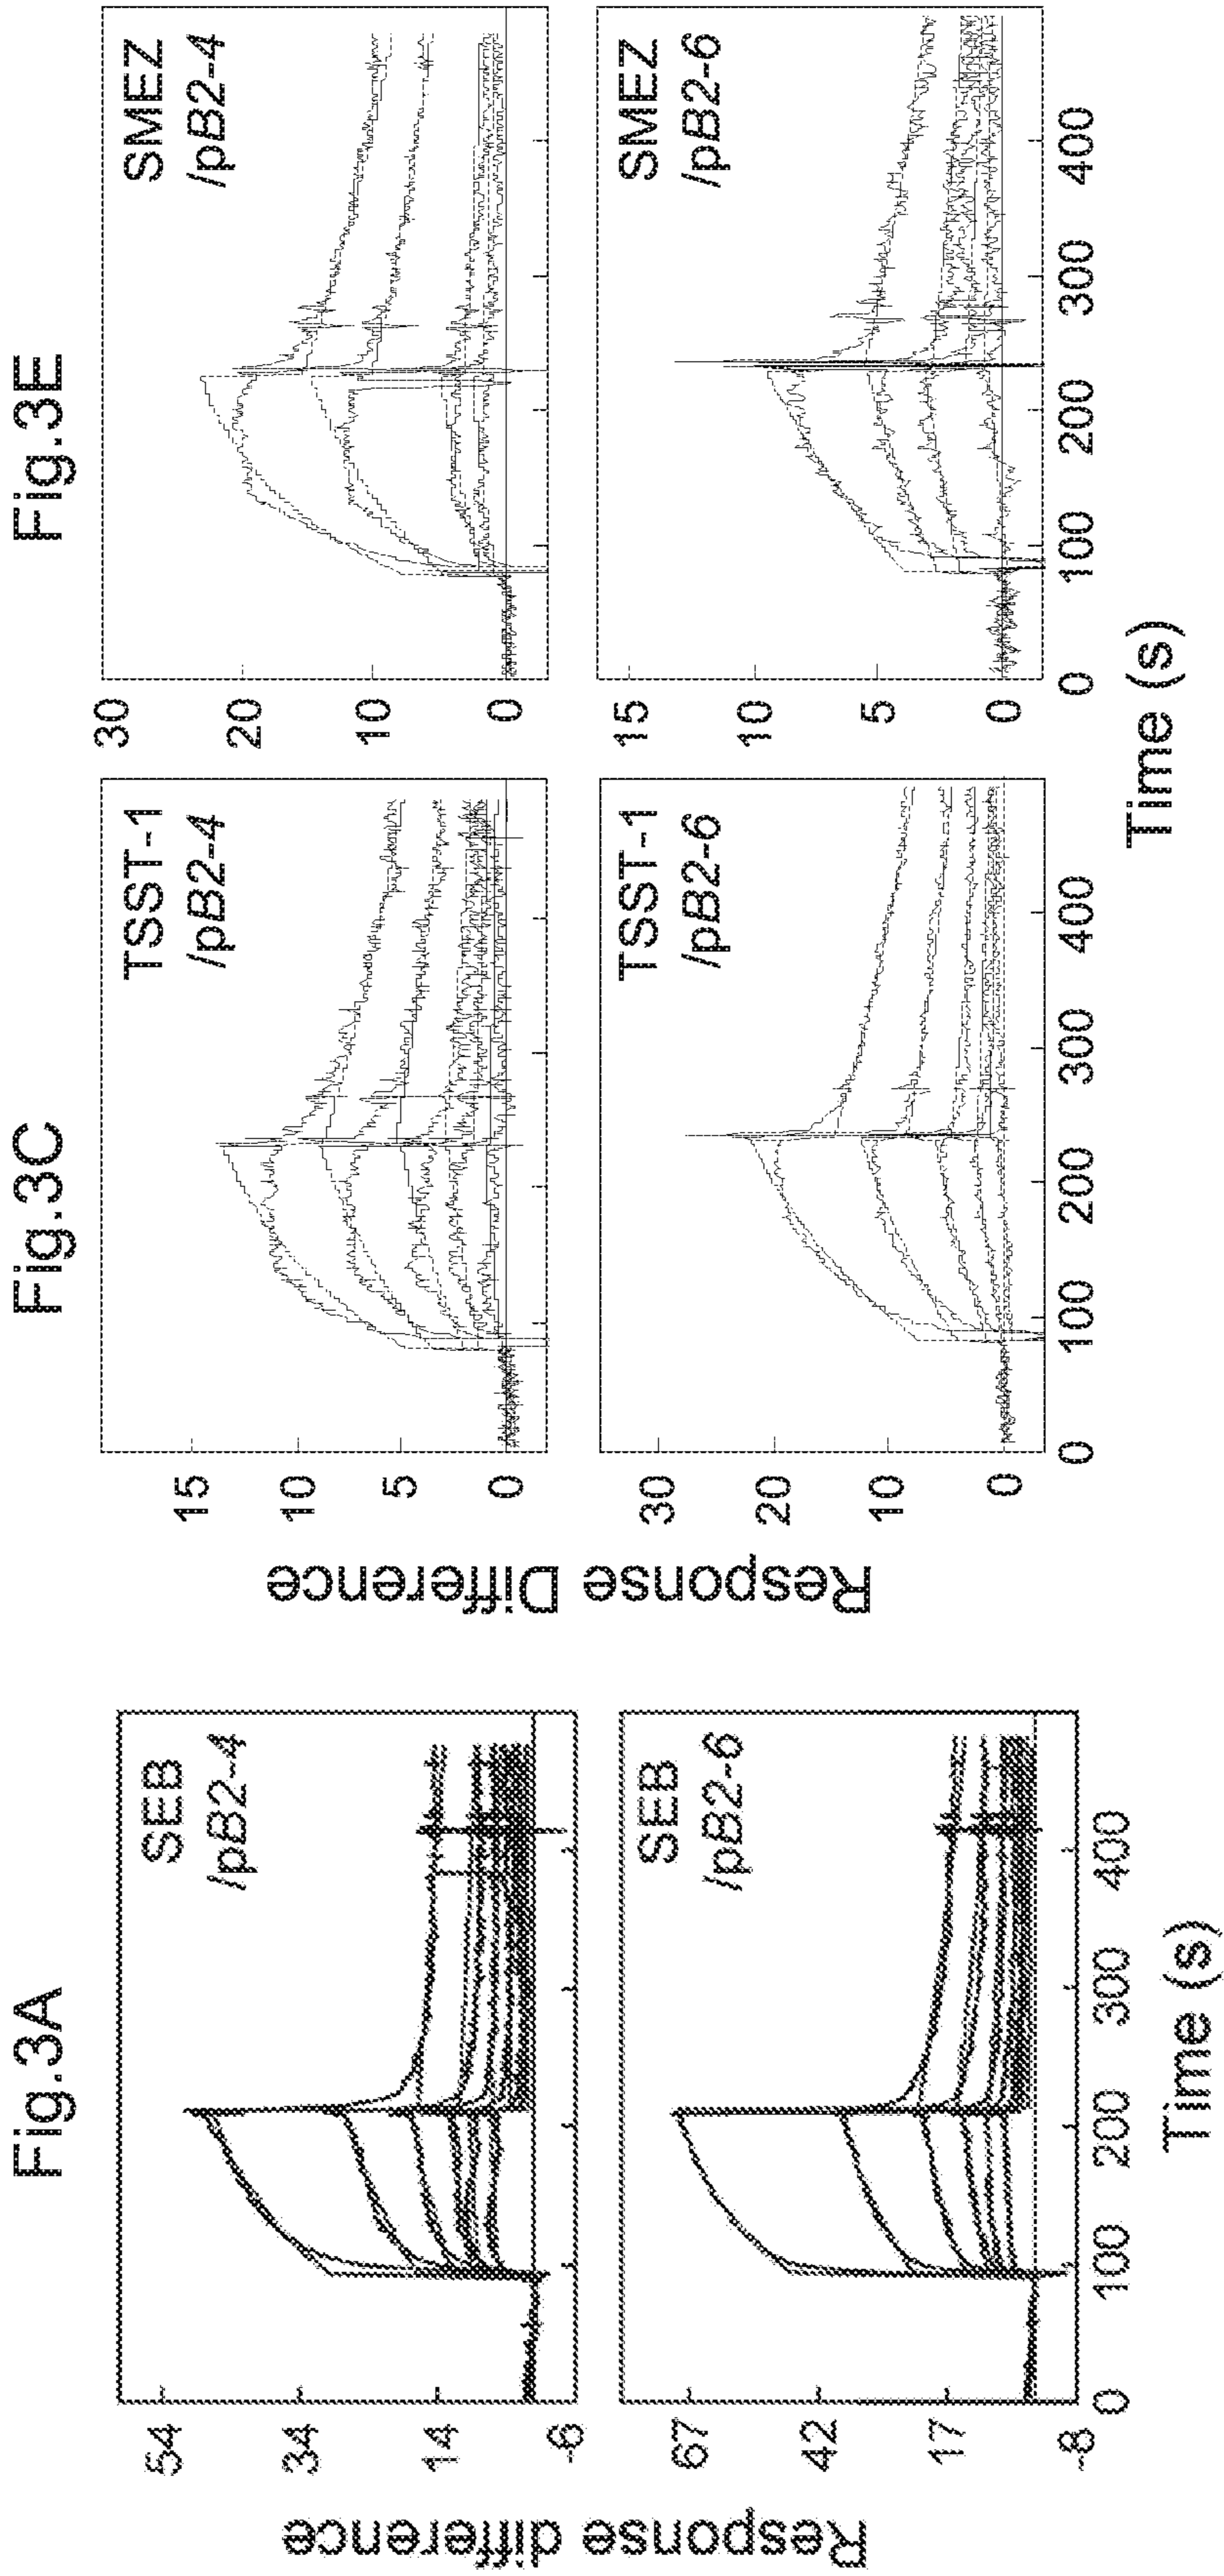 Fig.3A
Response difference
54
34
14
-6
SEB
/pB2-4
67
42
17
-8
SEB
/pB2-6
0
100
200
300
400
Time (s)
Fig.3C
Response Difference
15
10
5
0
TSST-1
/pB2-4
30
20
10
0
TSST-1
/pB2-6
0
100
200
300
400
Fig.3E
30
20
10
0
SMEZ
/pB2-4
15
10
5
0
SMEZ
/pB2-6
0
100
200
300
400
Time (s)